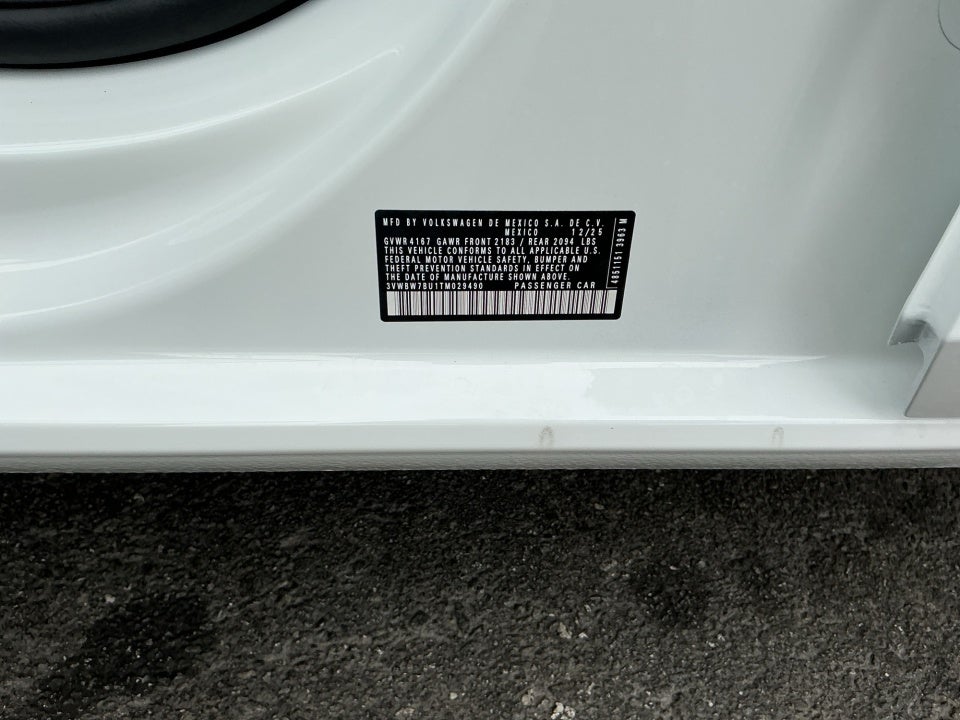 MFD BY VOLKSWAGEN DE MEXICO S.A. DE C.V.
MEXICO 12/25
GVWR 4167 GAWR FRONT 2183 / REAR 2094 LBS
THIS VEHICLE CONFORMS TO ALL APPLICABLE U.S.
FEDERAL MOTOR VEHICLE SAFETY, BUMPER AND
THEFT PREVENTION STANDARDS IN EFFECT ON
THE DATE OF MANUFACTURE SHOWN ABOVE.
3VWBW7BU1TM029490 PASSENGER CAR
4851151 3963 M